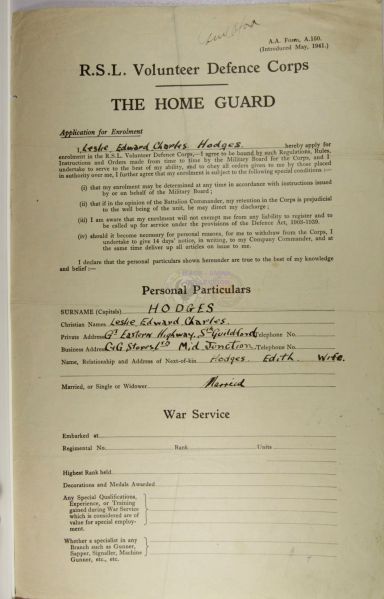 A.A. Form, A.150.
(Introduced May, 1941.)
R.S.L. Volunteer Defence Corps
THE HOME GUARD
Application for Enrolment
I, Leslie Edward Charles Hodges hereby apply for
enrolment in the R.S.L. Volunteer Defence Corps,—I agree to be bound by such Regulations, Rules,
Instructions and Orders made from time to time by the Military Board for the Corps, and I
undertake to serve to the best of my ability, and to obey all orders given to me by those placed
in authority over me, I further agree that my enrolment is subject to the following special conditions :—
(i) that my enrolment may be determined at any time in accordance with instructions issued
by or on behalf of the Military Board ;
(ii) that if in the opinion of the Battalion Commander, my retention in the Corps is prejudicial
to the well being of the unit, he may direct my discharge ;
(iii) I am aware that my enrolment will not exempt me from any liability to register and to
be called up for service under the provisions of the Defence Act, 1903-1939.
(iv) should it become necessary for personal reasons, for me to withdraw from the Corps, I
undertake to give 14 days' notice, in writing, to my Company Commander, and at
the same time deliver up all articles on issue to me.
I declare that the personal particulars shown hereunder are true to the best of my knowledge
and belief :—
Personal Particulars
SURNAME (Capitals) HODGES
Christian Names Leslie Edward Charles
Private Address Gt Eastern Highway, Sth Guildford Telephone No.
Business Address C&G Stores Ltd Mid Junction Telephone No.
Name, Relationship and Address of Next-of-kin Hodges. Edith. Wife.
Married, or Single or Widower Married
War Service
Embarked at
Regimental No. Rank Units
Highest Rank held
Decorations and Medals Awarded
Any Special Qualifications,
Experience, or Training
gained during War Service
which is considered are of
value for special employ-
ment.
Whether a specialist in any
Branch such as Gunner,
Sapper, Signaller, Machine
Gunner, etc., etc.